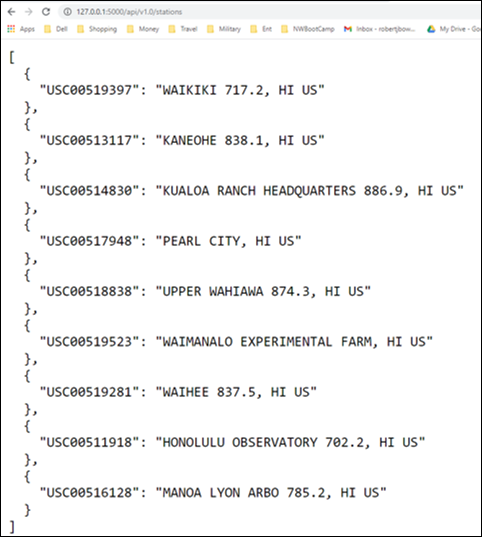 127.0.0.1:5000/api/v1.0/stations
Apps Dell Shopping Money Travel Military Ent NWBootCamp Inbox - robertjbow... My Drive - Goo
[
{
"USC00519397": "WAIKIKI 717.2, HI US"
},
{
"USC00513117": "KANEOHE 838.1, HI US"
},
{
"USC00514830": "KUALOA RANCH HEADQUARTERS 886.9, HI US"
},
{
"USC00517948": "PEARL CITY, HI US"
},
{
"USC00518838": "UPPER WAHIAWA 874.3, HI US"
},
{
"USC00519523": "WAIMANALO EXPERIMENTAL FARM, HI US"
},
{
"USC00519281": "WAIHEE 837.5, HI US"
},
{
"USC00511918": "HONOLULU OBSERVATORY 702.2, HI US"
},
{
"USC00516128": "MANOA LYON ARBO 785.2, HI US"
}
]